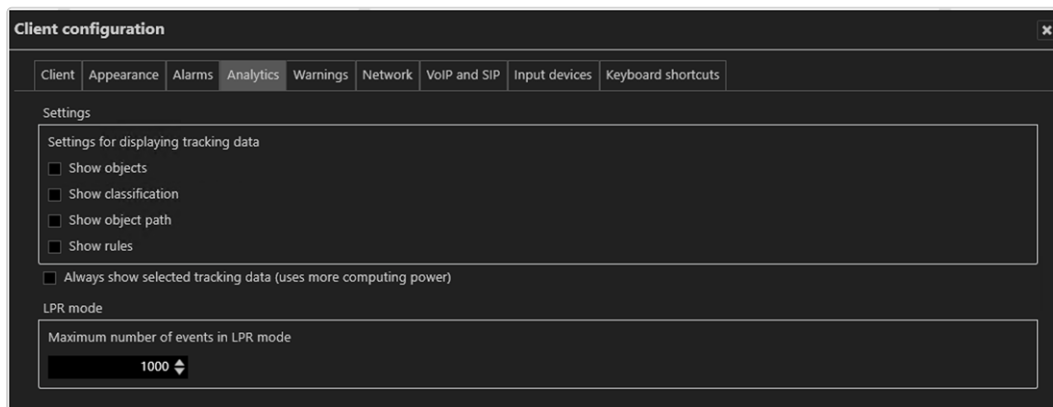 Client configuration
Client Appearance Alarms Analytics Warnings Network VoIP and SIP Input devices Keyboard shortcuts
Settings
Settings for displaying tracking data
Show objects
Show classification
Show object path
Show rules
Always show selected tracking data (uses more computing power)
LPR mode
Maximum number of events in LPR mode
1000